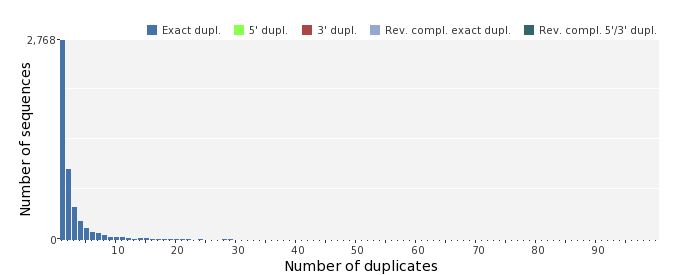 Exact dupl. 5' dupl. 3' dupl. Rev. compl. exact dupl. Rev. compl. 5'/3' dupl.
2,768
Number of sequences
0
10 20 30 40 50 60 70 80 90
Number of duplicates